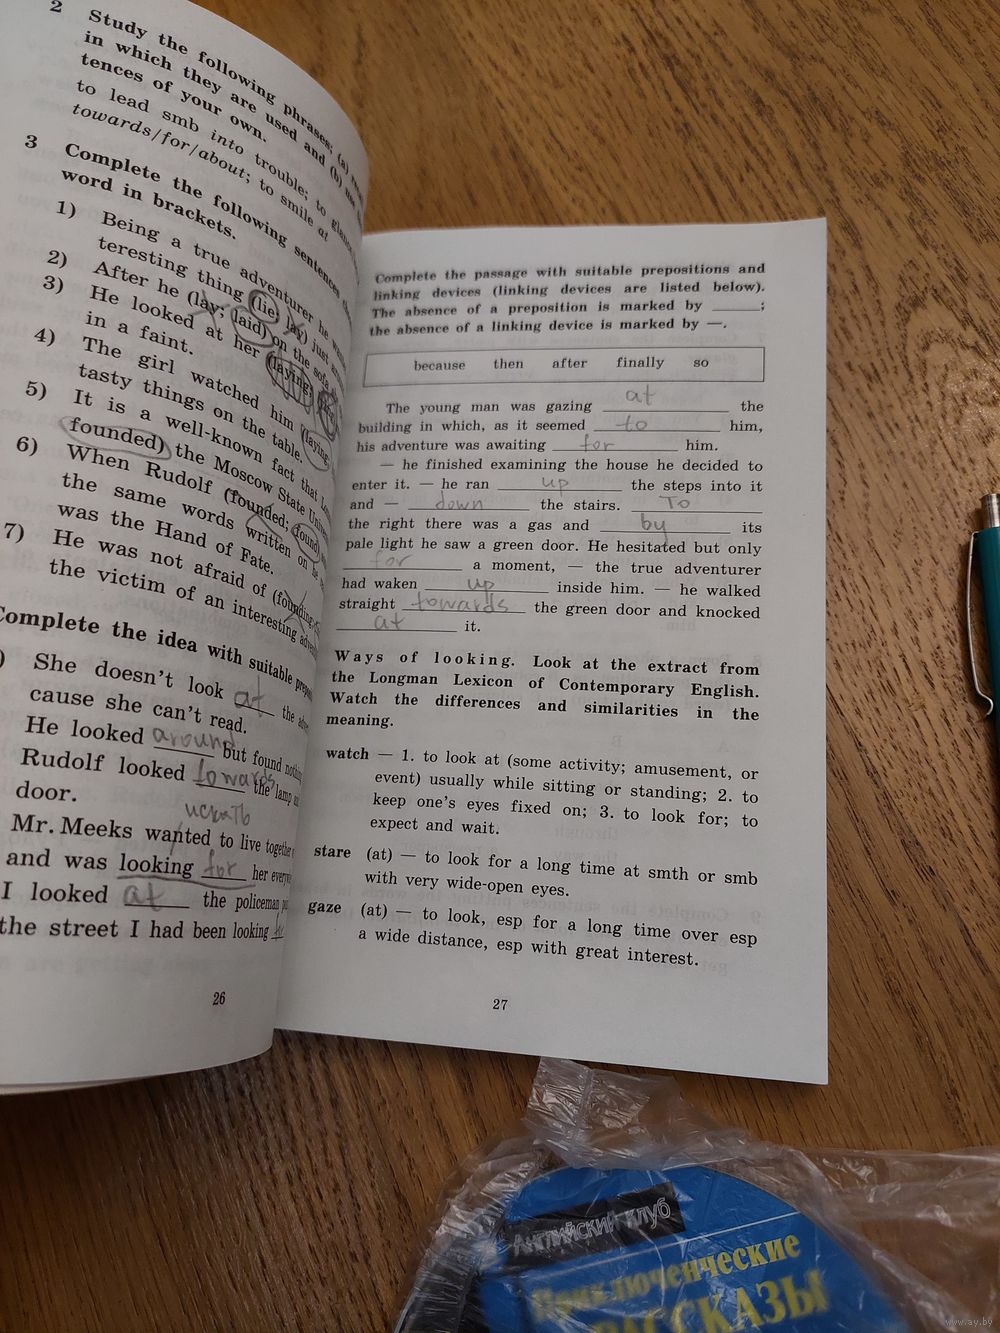 2 Study the following phrases; (a)
in which they are used and (b)
tences of your own.
to lead smb into trouble; to
towards/for/about; to smile at
3 Complete the following sentences
word in brackets.
1) Being a true adventurer he
teresting thing (lie; lay) just
2) After he (lay; laid) on the sofa
3) He looked at her (laying;
in a faint.
4) The girl watched him (laying;
tasty things on the table.
5) It is a well-known fact that
founded) the Moscow State
6) When Rudolf (founded; found)
the same words written on
was the Hand of Fate.
7) He was not afraid of (founding;
the victim of an interesting
Complete the idea with suitable
She doesn't look at the
cause she can't read.
He looked around but found
Rudolf looked towards the lamp
door.
искать
Mr. Meeks wanted to live together
and was looking for her
I looked at the policeman
the street I had been looking
26
Complete the passage with suitable prepositions and
linking devices (linking devices are listed below).
The absence of a preposition is marked by ______;
the absence of a linking device is marked by —.
because then after finally so
The young man was gazing at the
building in which, as it seemed to him,
his adventure was awaiting for him.
— he finished examining the house he decided to
enter it. — he ran up the steps into it
and — down the stairs. To
the right there was a gas and by its
pale light he saw a green door. He hesitated but only
for a moment, — the true adventurer
had waken up inside him. — he walked
straight towards the green door and knocked
at it.
Ways of looking. Look at the extract from
the Longman Lexicon of Contemporary English.
Watch the differences and similarities in the
meaning.
watch — 1. to look at (some activity; amusement, or
event) usually while sitting or standing; 2. to
keep one's eyes fixed on; 3. to look for; to
expect and wait.
stare (at) — to look for a long time at smth or smb
with very wide-open eyes.
gaze (at) — to look, esp for a long time over esp
a wide distance, esp with great interest.
27
Английский клуб
Приключенческие
РАССКАЗЫ
www.ay.by